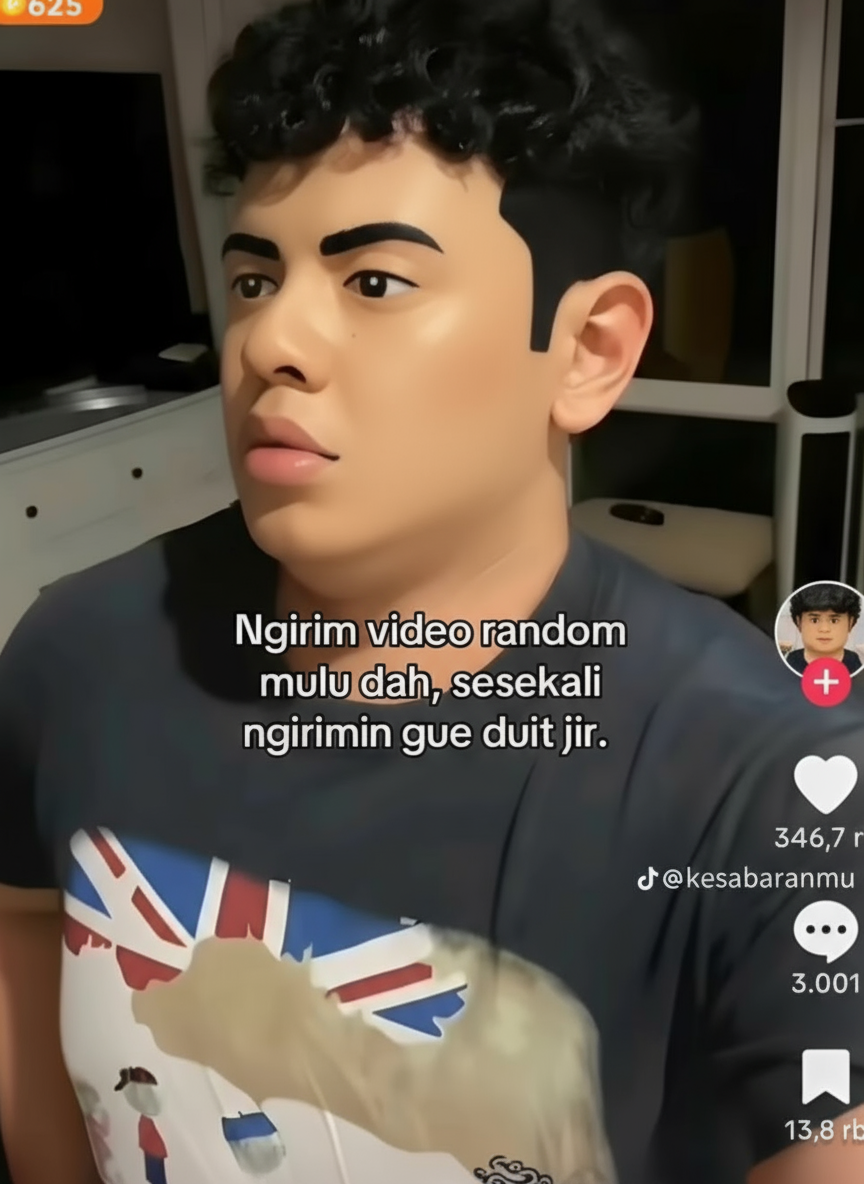 625
Ngirim video random
mulu dah, sesekali
ngirimin gue duit jir.
346,7 r
@kesabaranmu
3.001
13,8 rb